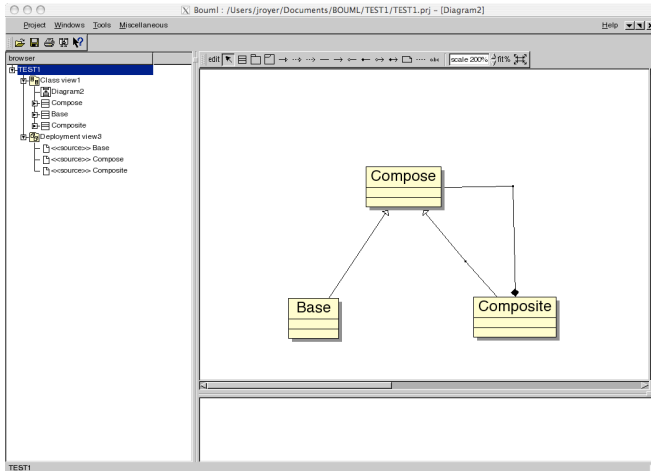 Bouml : /Users/jroyer/Documents/BOUML/TEST1/TEST1.prj - [Diagram2]
Project Windows Tools Miscellaneous Help
browser
edit scale 200% fit%
TEST1
Class view1
Diagram2
Compose
Base
Composite
Deployment view3
<<source>> Base
<<source>> Compose
<<source>> Composite
Compose
Base
Composite
TEST1